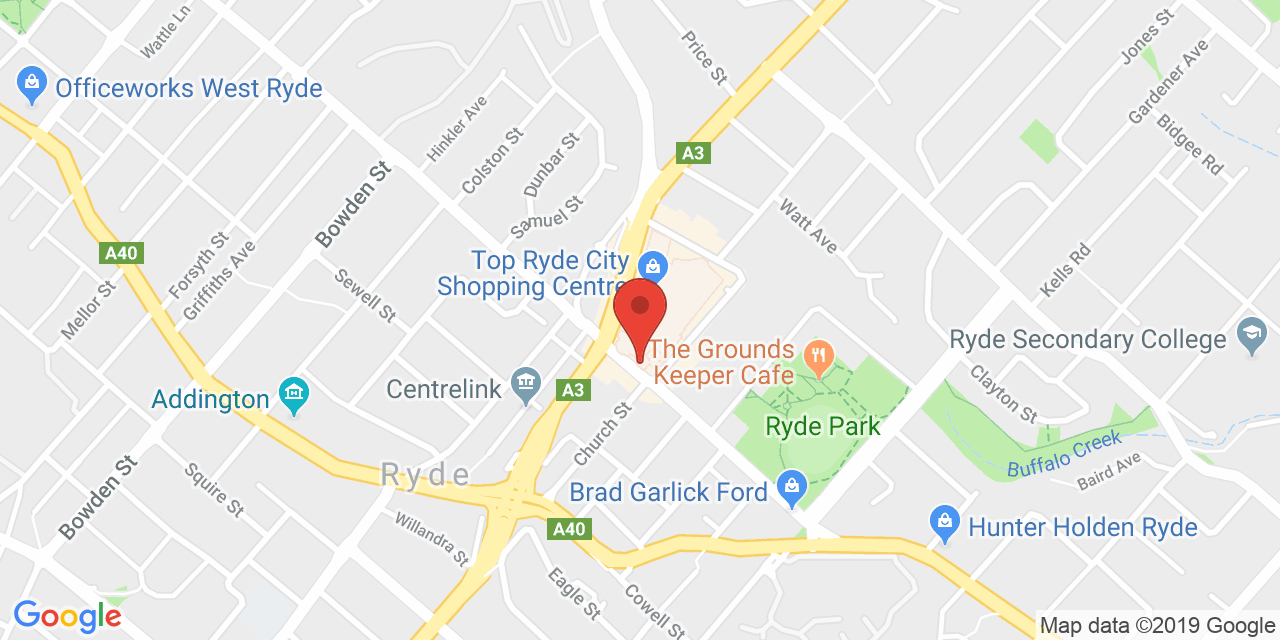 Wattle Ln
Price St
Jones St
Gardener Ave
Officeworks West Ryde
Hinkler Ave
Bidgee Rd
Colston St
Dunbar St
A3
Bowden St
Samuel St
Watt Ave
A40
Forsyth St
Griffiths Ave
Top Ryde City
Shopping Centre
Kells Rd
Mellor St
Sewell St
Ryde Secondary College
The Grounds
Keeper Cafe
Clayton St
Addington
Centrelink
A3
Church St
Ryde Park
Buffalo Creek
Baird Ave
Ryde
Squire St
Bowden St
Brad Garlick Ford
Willandra St
A40
Hunter Holden Ryde
Eagle St
Cowell St
Google
Map data ©2019 Google